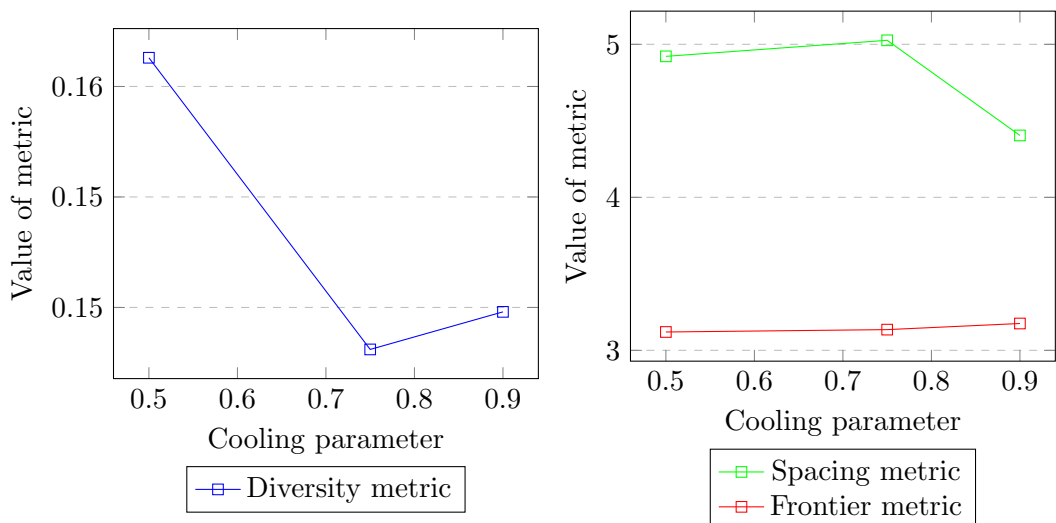 Value of metric
0.16
0.15
0.15
0.5 0.6 0.7 0.8 0.9
Cooling parameter
Diversity metric
Value of metric
5
4
3
0.5 0.6 0.7 0.8 0.9
Cooling parameter
Spacing metric
Frontier metric